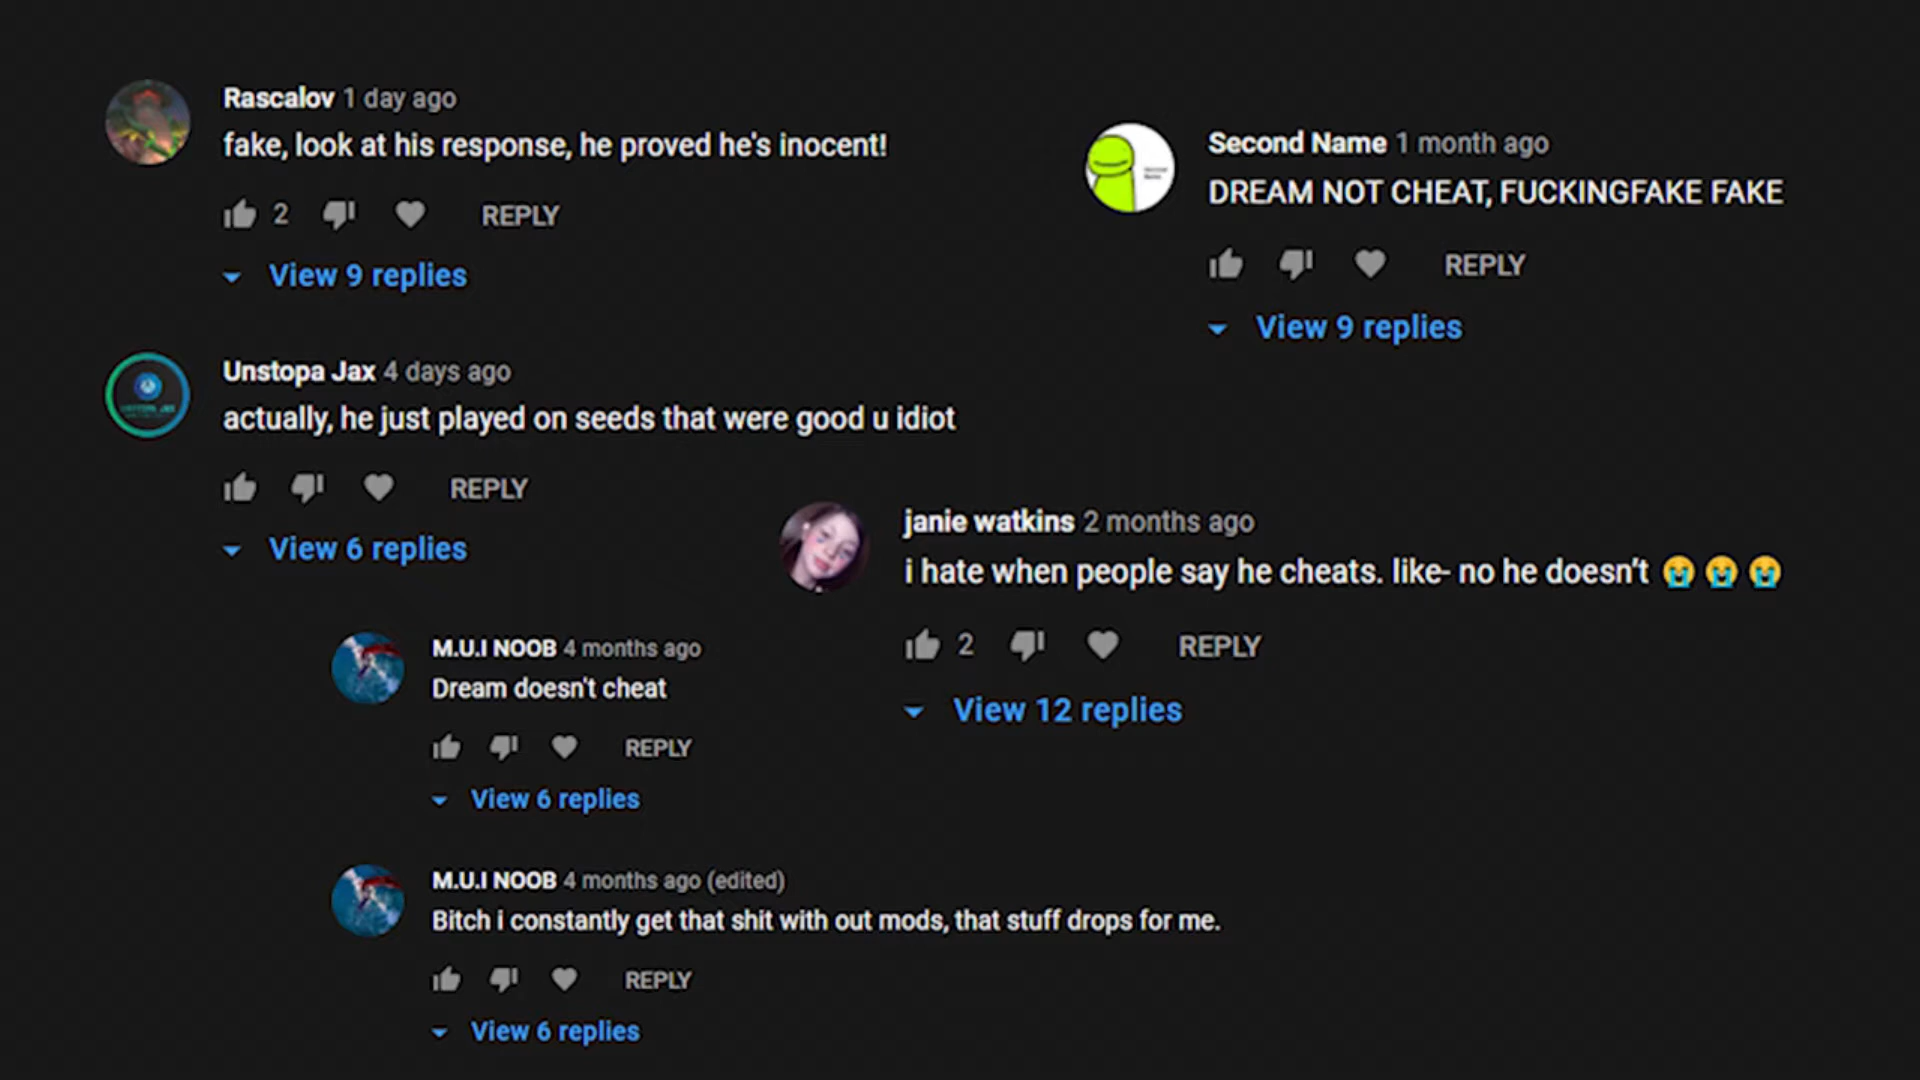 Rascalov 1 day ago
fake, look at his response, he proved he's inocent!
2 REPLY
View 9 replies
Second Name 1 month ago
DREAM NOT CHEAT, FUCKINGFAKE FAKE
REPLY
View 9 replies
Unstopa Jax 4 days ago
actually, he just played on seeds that were good u idiot
REPLY
View 6 replies
janie watkins 2 months ago
i hate when people say he cheats. like- no he doesn't 😭 😭 😭
2 REPLY
View 12 replies
M.U.I NOOB 4 months ago
Dream doesn't cheat
REPLY
View 6 replies
M.U.I NOOB 4 months ago (edited)
Bitch i constantly get that shit with out mods, that stuff drops for me.
REPLY
View 6 replies